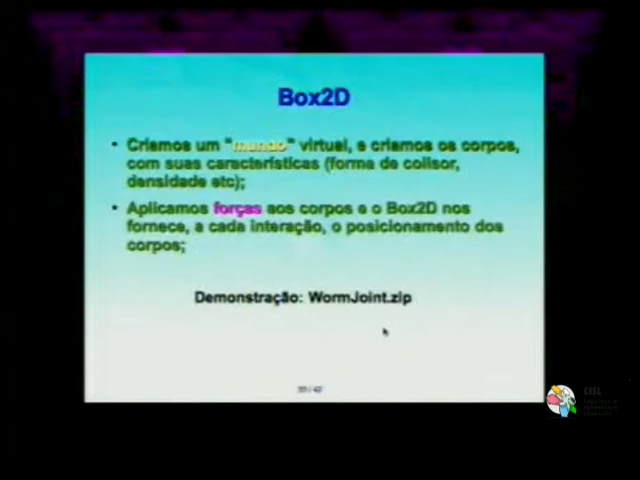 Box2D
• Criamos um "mundo" virtual, e criamos os corpos,
com suas características (forma de colisor,
densidade etc);
• Aplicamos forças aos corpos e o Box2D nos
fornece, a cada interação, o posicionamento dos
corpos;
Demonstração: WormJoint.zip